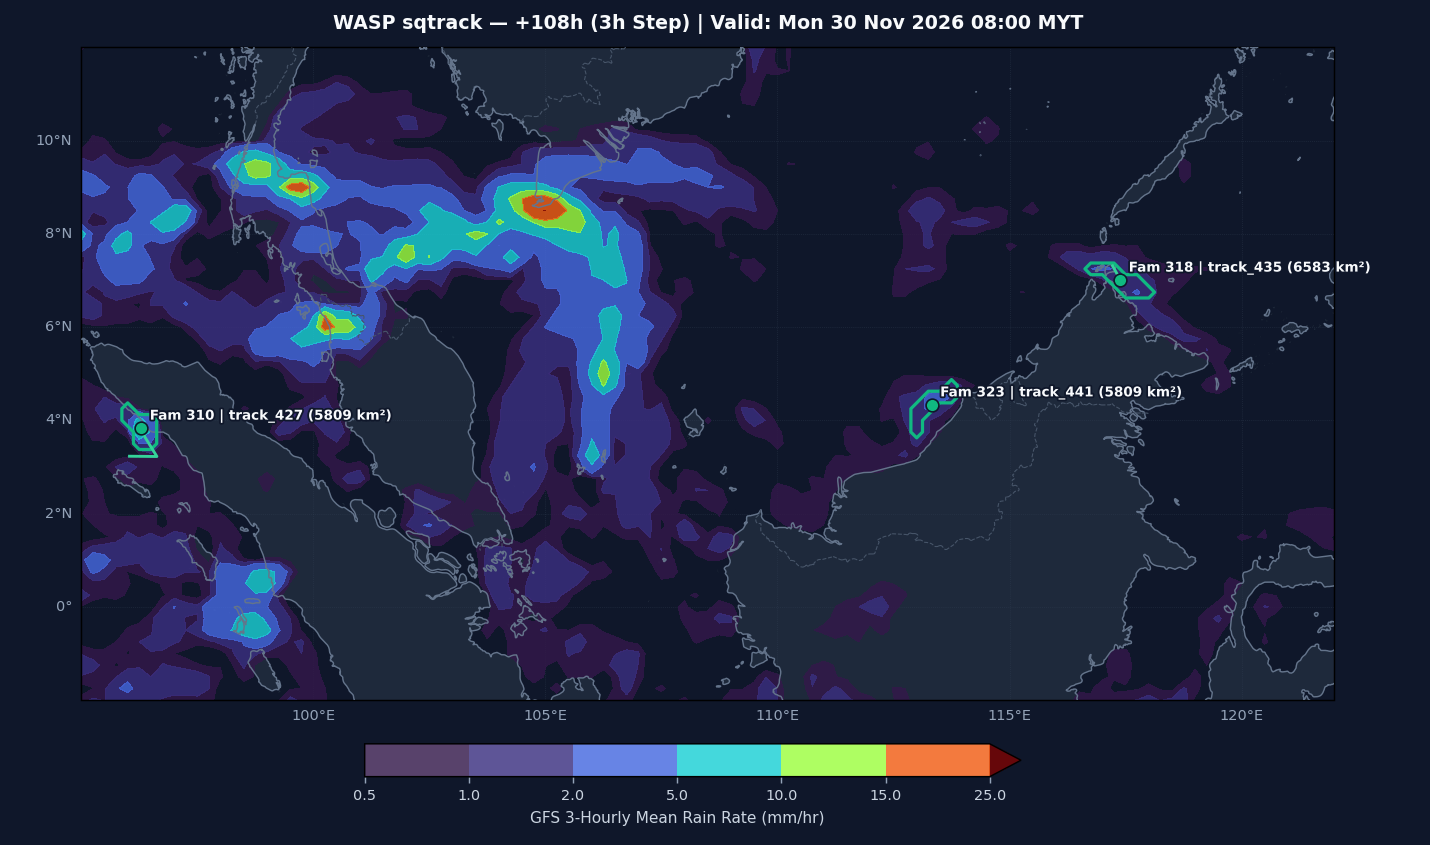 WASP sqtrack — +108h (3h Step) | Valid: Mon 30 Nov 2026 08:00 MYT
10°N
8°N
Fam 318 | track_435 (6583 km²)
6°N
Fam 323 | track_441 (5809 km²)
4°N
Fam 310 | track_427 (5809 km²)
2°N
0°
100°E 105°E 110°E 115°E 120°E
0.5 1.0 2.0 5.0 10.0 15.0 25.0
GFS 3-Hourly Mean Rain Rate (mm/hr)